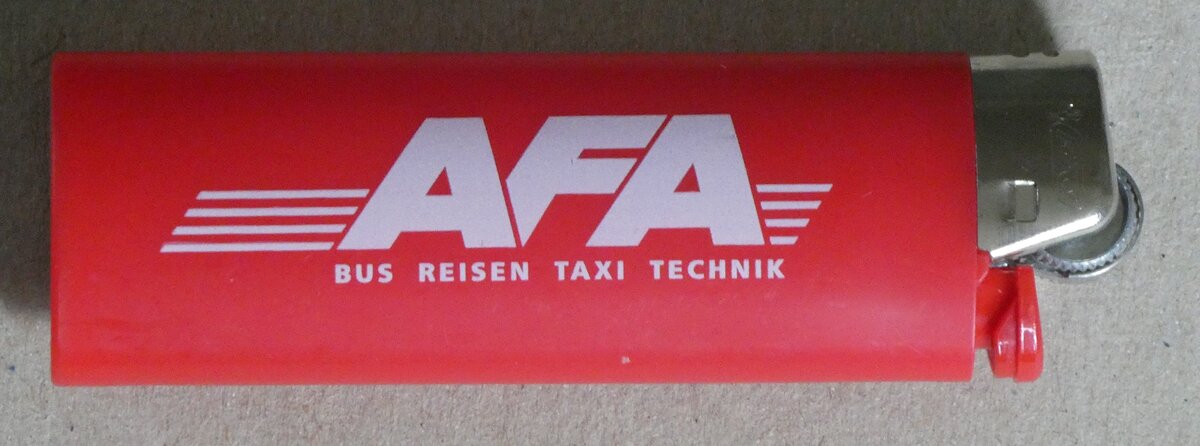 AFA
BUS REISEN TAXI TECHNIK